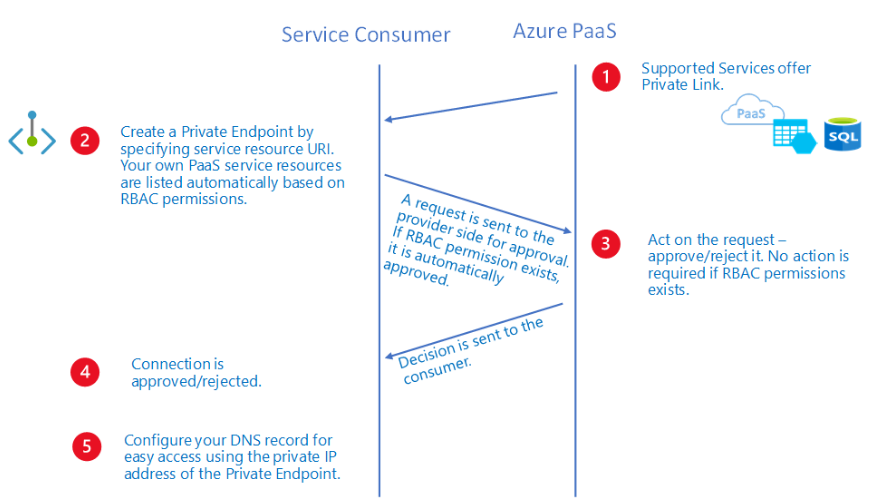 Service Consumer
Azure PaaS
1
Supported Services offer
Private Link.
PaaS
SQL
2
Create a Private Endpoint by
specifying service resource URI.
Your own PaaS service resources
are listed automatically based on
RBAC permissions.
A request is sent to the
provider side for approval.
If RBAC permission exists,
it is automatically
approved.
3
Act on the request –
approve/reject it. No action is
required if RBAC permissions
exists.
Decision is sent to the
consumer.
4
Connection is
approved/rejected.
5
Configure your DNS record for
easy access using the private IP
address of the Private Endpoint.